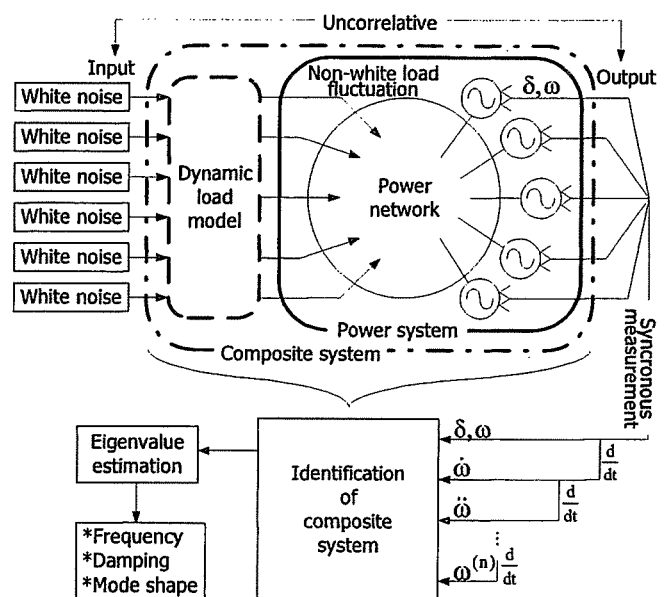 Uncorrelative
Input
Output
White noise
White noise
White noise
White noise
White noise
White noise
Dynamic
load
model
Non-white load
fluctuation
δ, ω
Power
network
Power system
Composite system
Syncronous
measurement
Identification
of
composite
system
δ, ω
ω̇
ω̈
⋮
ω⁽ⁿ⁾
d/dt
d/dt
d/dt
Eigenvalue
estimation
*Frequency
*Damping
*Mode shape